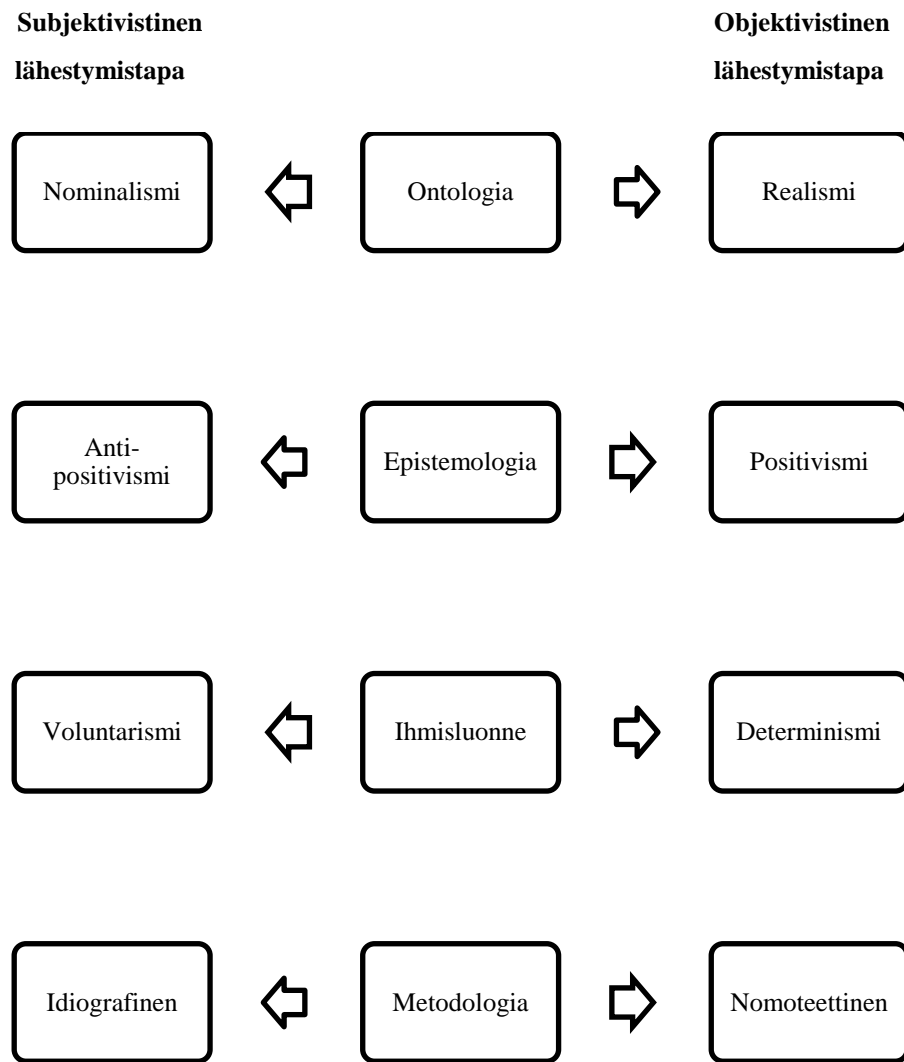 Subjektivistinen
lähestymistapa
Objektivistinen
lähestymistapa
Nominalismi
Ontologia
Realismi
Anti-
positivismi
Epistemologia
Positivismi
Voluntarismi
Ihmisluonne
Determinismi
Idiografinen
Metodologia
Nomoteettinen